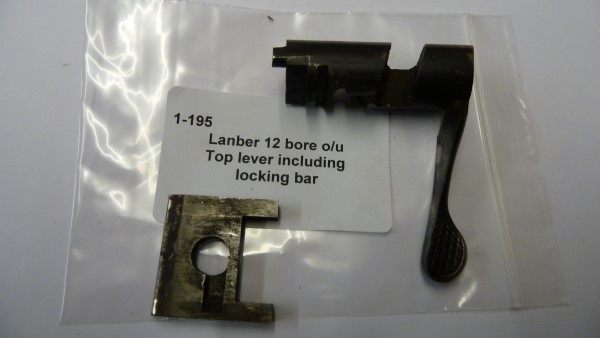 1-195
Lanber 12 bore o/u
Top lever including
locking bar